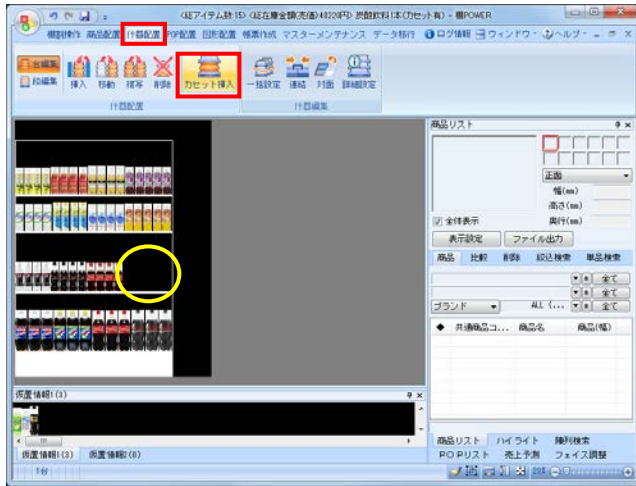 (総アイテム数:15) (総在庫金額(売価)48220円) 炭酸飲料1本(カセット有) - 棚POWER
棚割操作 商品配置 什器配置 POP配置 図形配置 帳票作成 マスターメンテナンス データ移行 ログ情報 ウィンドウ ヘルプ
台編集
段編集
挿入 移動 複写 削除 カセット挿入 一括設定 連結 対面 詳細設定
什器配置 什器編集
商品リスト
正面
幅(mm)
高さ(mm)
全体表示 奥行(mm)
表示設定 ファイル出力
商品 比較 削除 絞込検索 単品検索
全て
全て
ブランド ALL (... 全て
◆ 共通商品コ... 商品名 商品(幅)
仮置情報1(3)
仮置情報1(3) 仮置情報2(0)
商品リスト ハイライト 陳列検索
POPリスト 売上予測 フェイス調整
1台